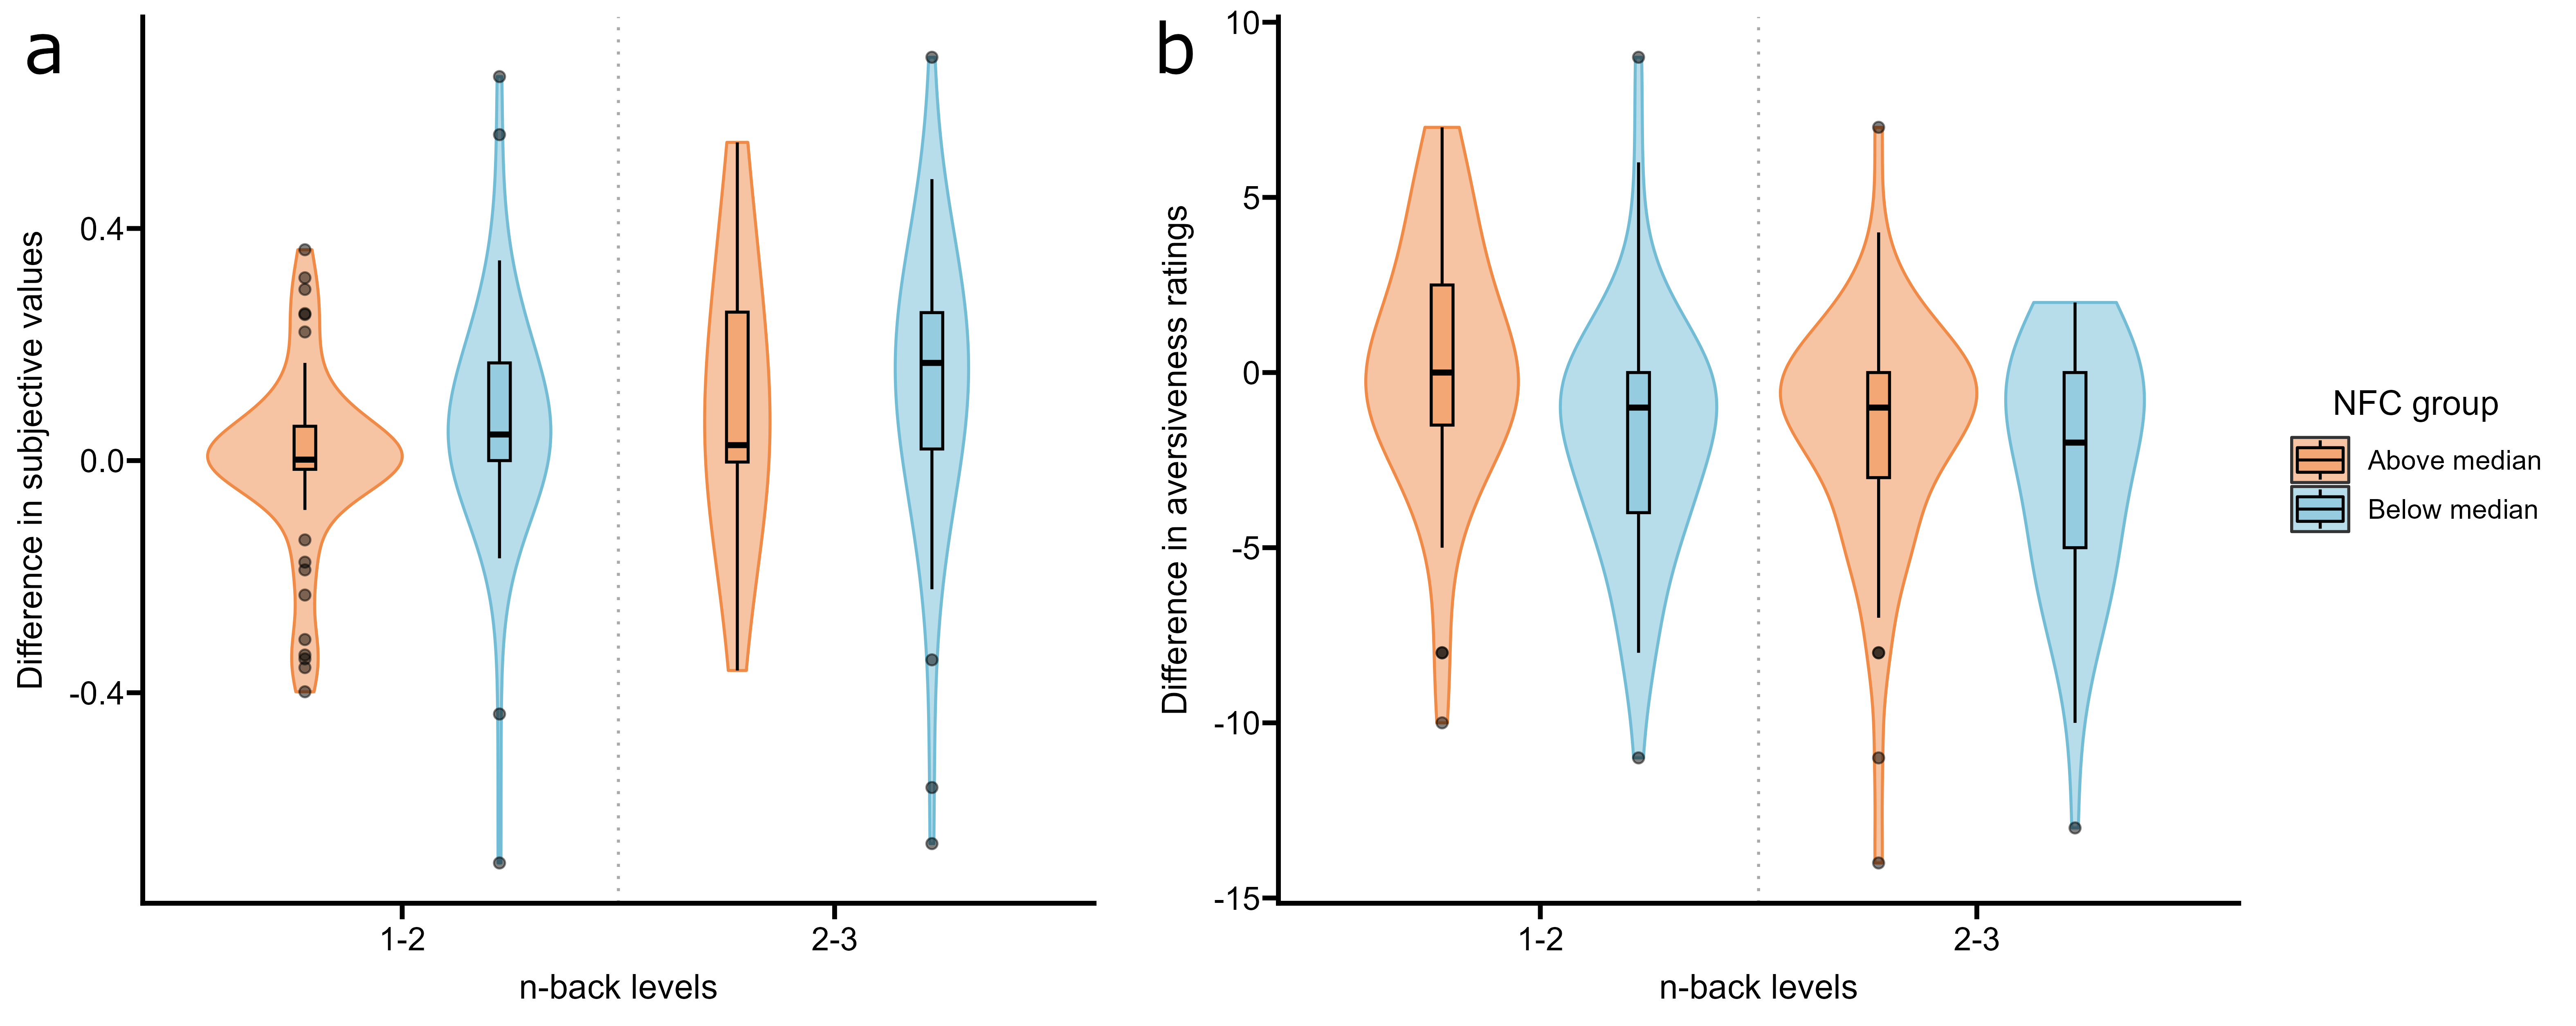 a
Difference in subjective values
0.4
0.0
-0.4
1-2
2-3
n-back levels
b
Difference in aversiveness ratings
10
5
0
-5
-10
-15
1-2
2-3
n-back levels
NFC group
Above median
Below median